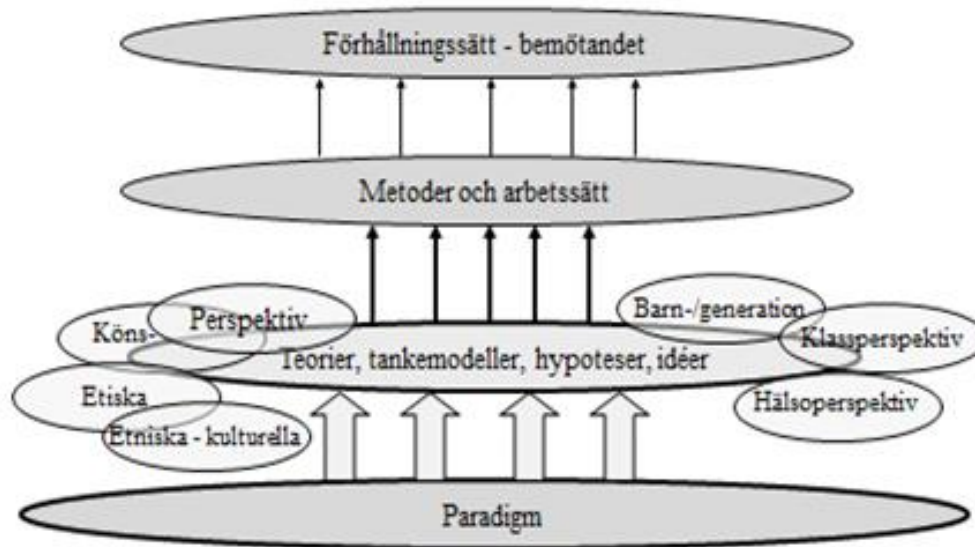 Förhållningssätt - bemötandet
Metoder och arbetssätt
Perspektiv
Köns-
Barn-/generation
Klassperspektiv
Teorier, tankemodeller, hypoteser, idéer
Etiska
Hälsoperspektiv
Etniska - kulturella
Paradigm